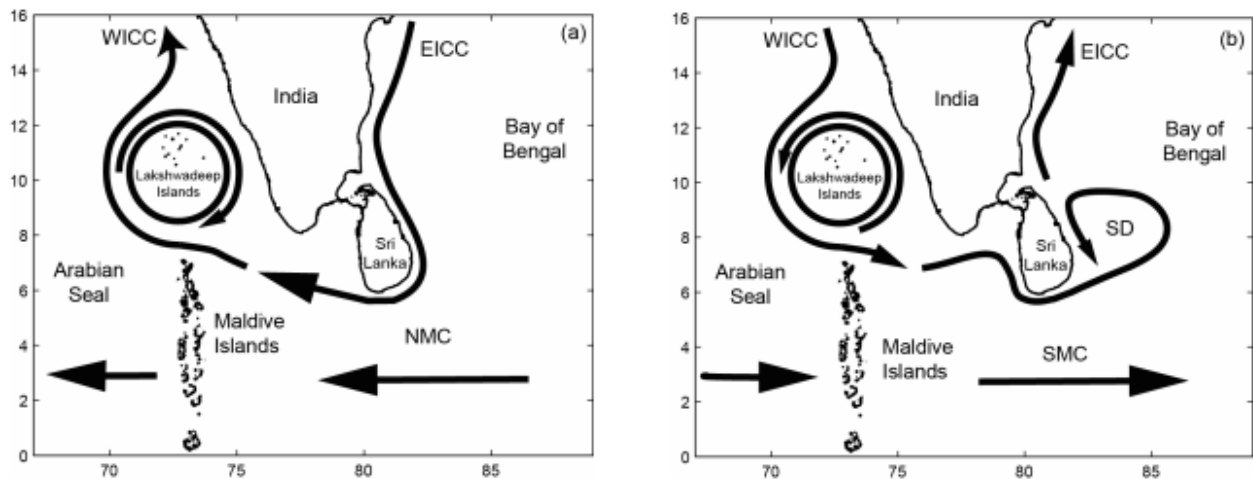 16
14
12
10
8
6
4
2
0
70
75
80
85
WICC
(a)
EICC
India
Bay of
Bengal
Lakshwadeep
Islands
Sri
Lanka
Arabian
Seal
Maldive
Islands
NMC
16
14
12
10
8
6
4
2
0
70
75
80
85
WICC
(b)
EICC
India
Bay of
Bengal
Lakshwadeep
Islands
SD
Sri
Lanka
Arabian
Seal
Maldive
Islands
SMC